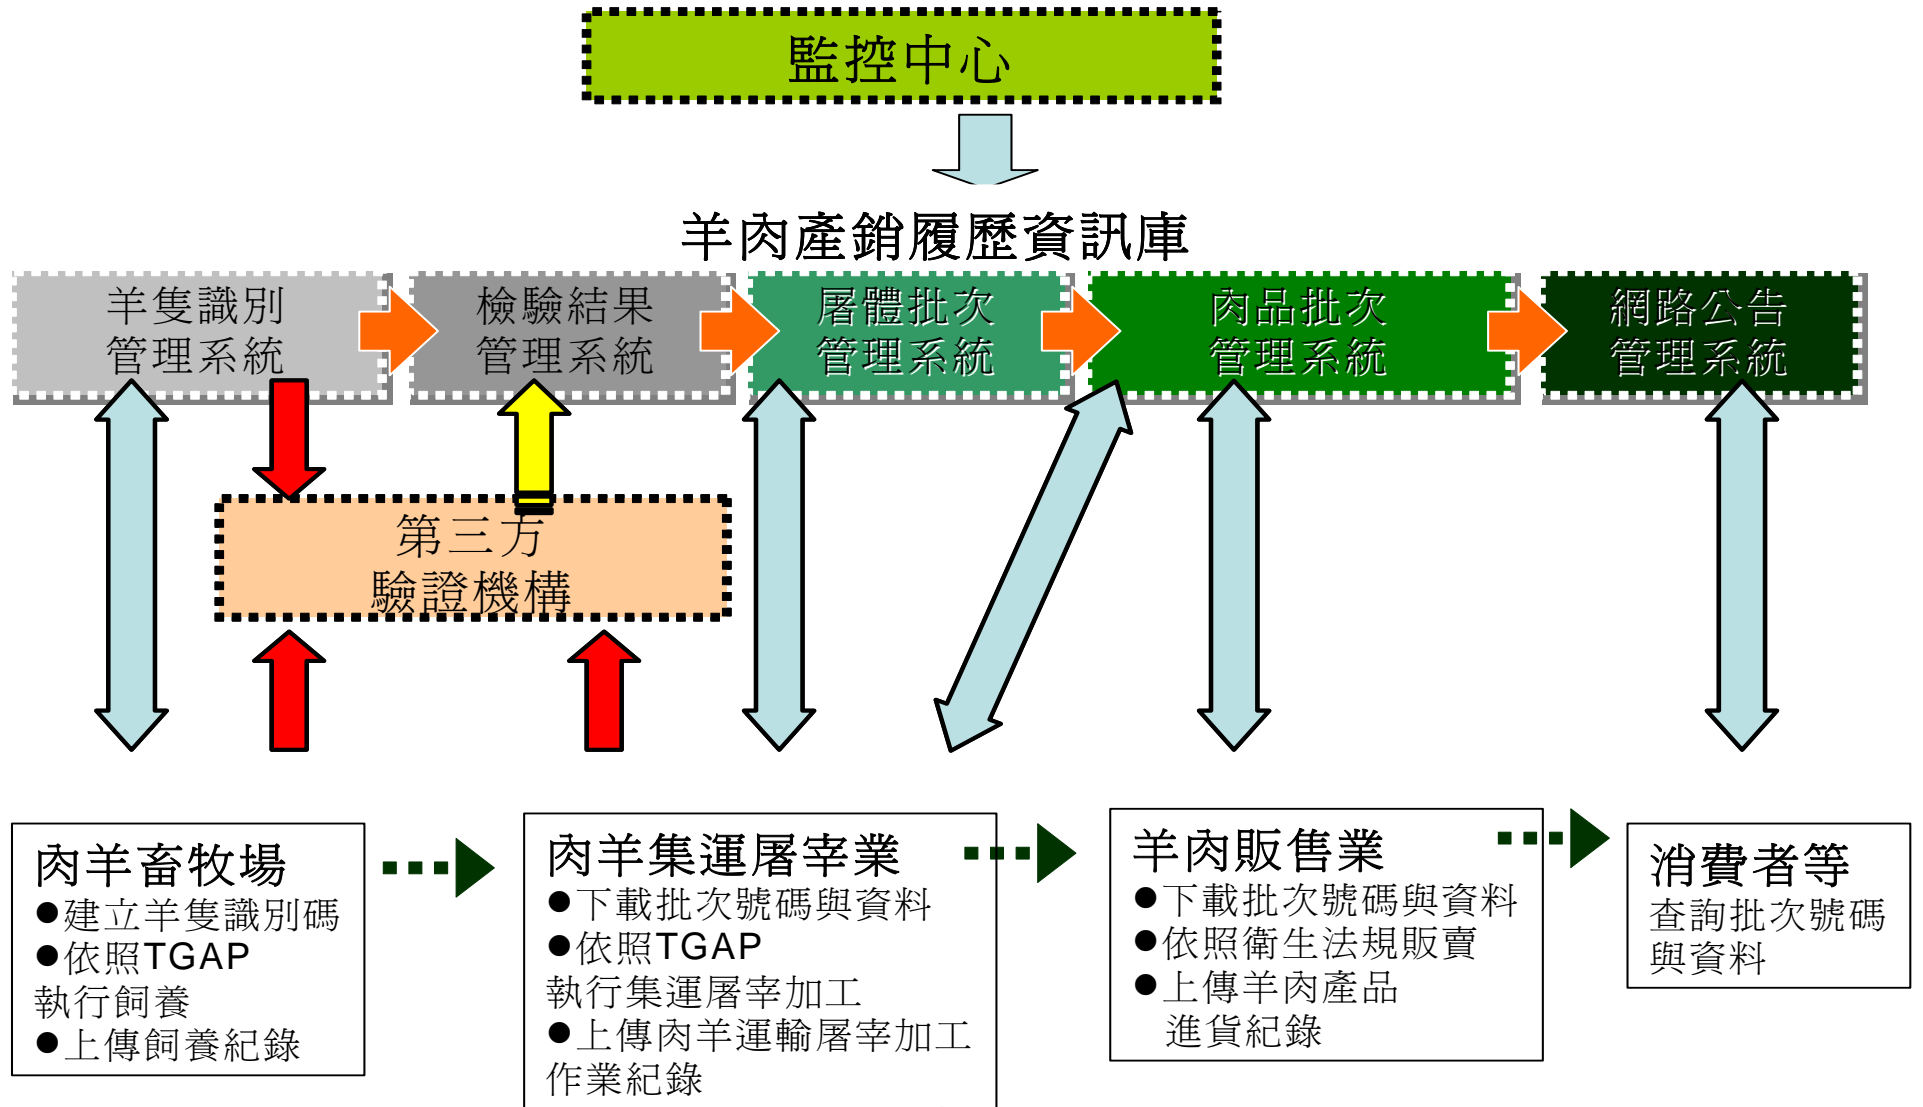 監控中心
羊肉產銷履歷資訊庫
羊隻識別
管理系統
檢驗結果
管理系統
屠體批次
管理系統
肉品批次
管理系統
網路公告
管理系統
第三方
驗證機構
肉羊畜牧場
●建立羊隻識別碼
●依照TGAP
執行飼養
●上傳飼養紀錄
肉羊集運屠宰業
●下載批次號碼與資料
●依照TGAP
執行集運屠宰加工
●上傳肉羊運輸屠宰加工
作業紀錄
羊肉販售業
●下載批次號碼與資料
●依照衛生法規販賣
●上傳羊肉產品
進貨紀錄
消費者等
查詢批次號碼
與資料